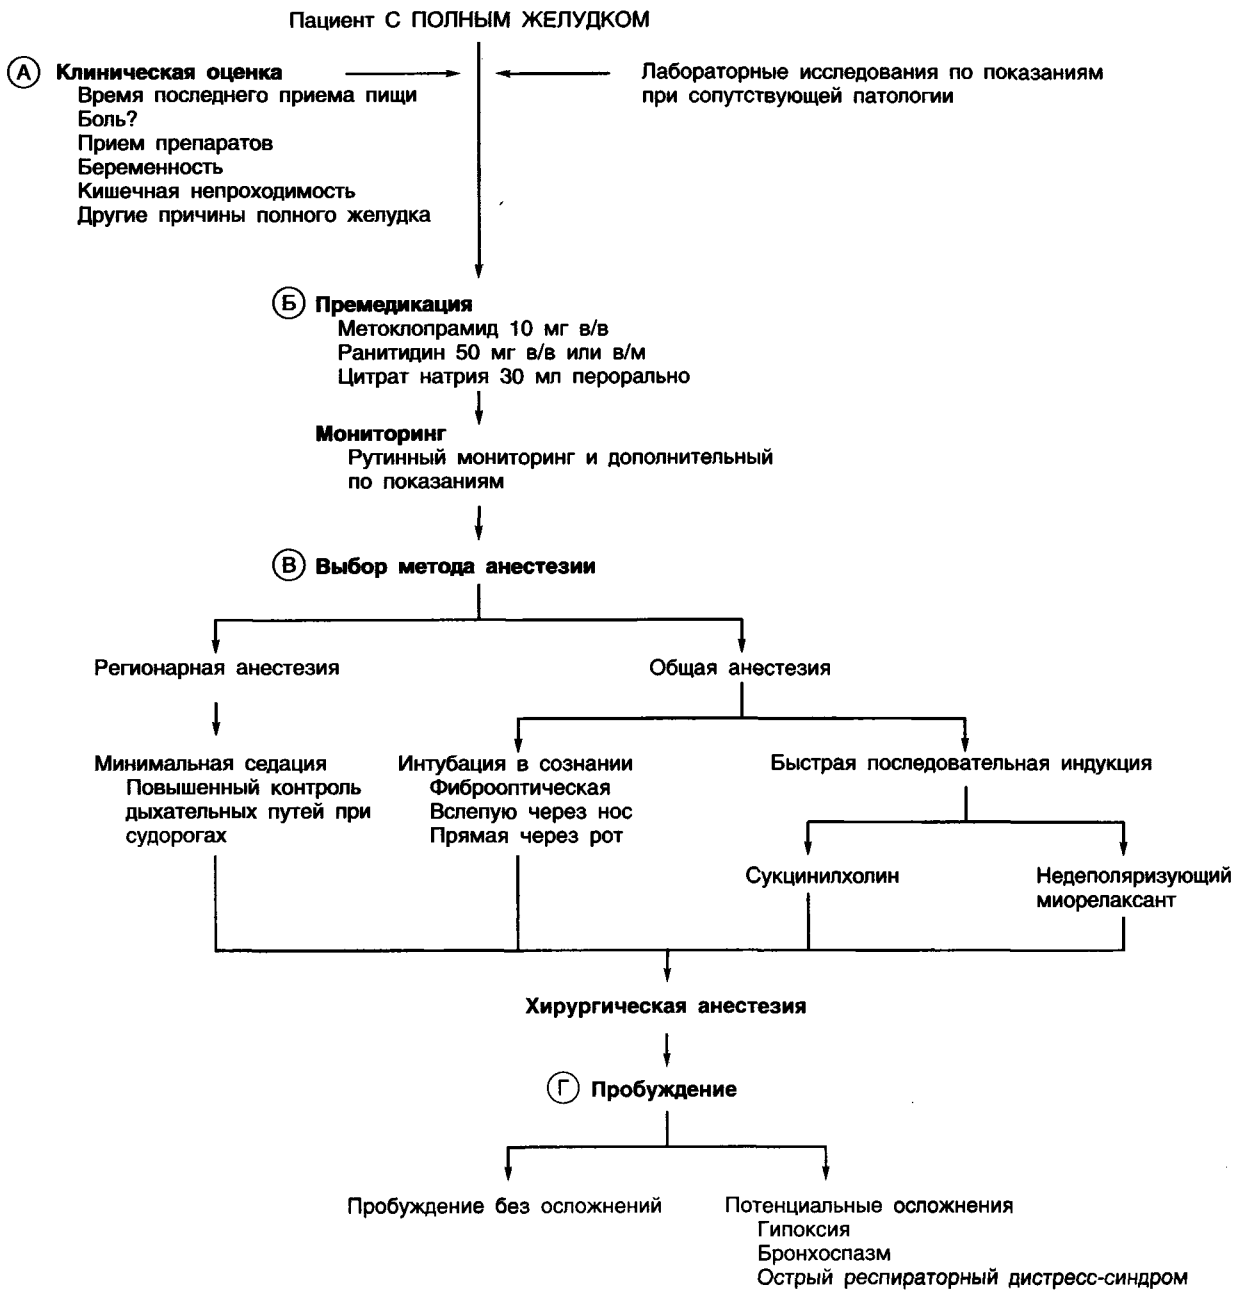 Пациент С ПОЛНЫМ ЖЕЛУДКОМ
А Клиническая оценка
Время последнего приема пищи
Боль?
Прием препаратов
Беременность
Кишечная непроходимость
Другие причины полного желудка
Лабораторные исследования по показаниям
при сопутствующей патологии
Б Премедикация
Метоклопрамид 10 мг в/в
Ранитидин 50 мг в/в или в/м
Цитрат натрия 30 мл перорально
Мониторинг
Рутинный мониторинг и дополнительный
по показаниям
В Выбор метода анестезии
Регионарная анестезия
Общая анестезия
Минимальная седация
Повышенный контроль
дыхательных путей при
судорогах
Интубация в сознании
Фиброоптическая
Вслепую через нос
Прямая через рот
Быстрая последовательная индукция
Сукцинилхолин
Недеполяризующий
миорелаксант
Хирургическая анестезия
Г Пробуждение
Пробуждение без осложнений
Потенциальные осложнения
Гипоксия
Бронхоспазм
Острый респираторный дистресс-синдром